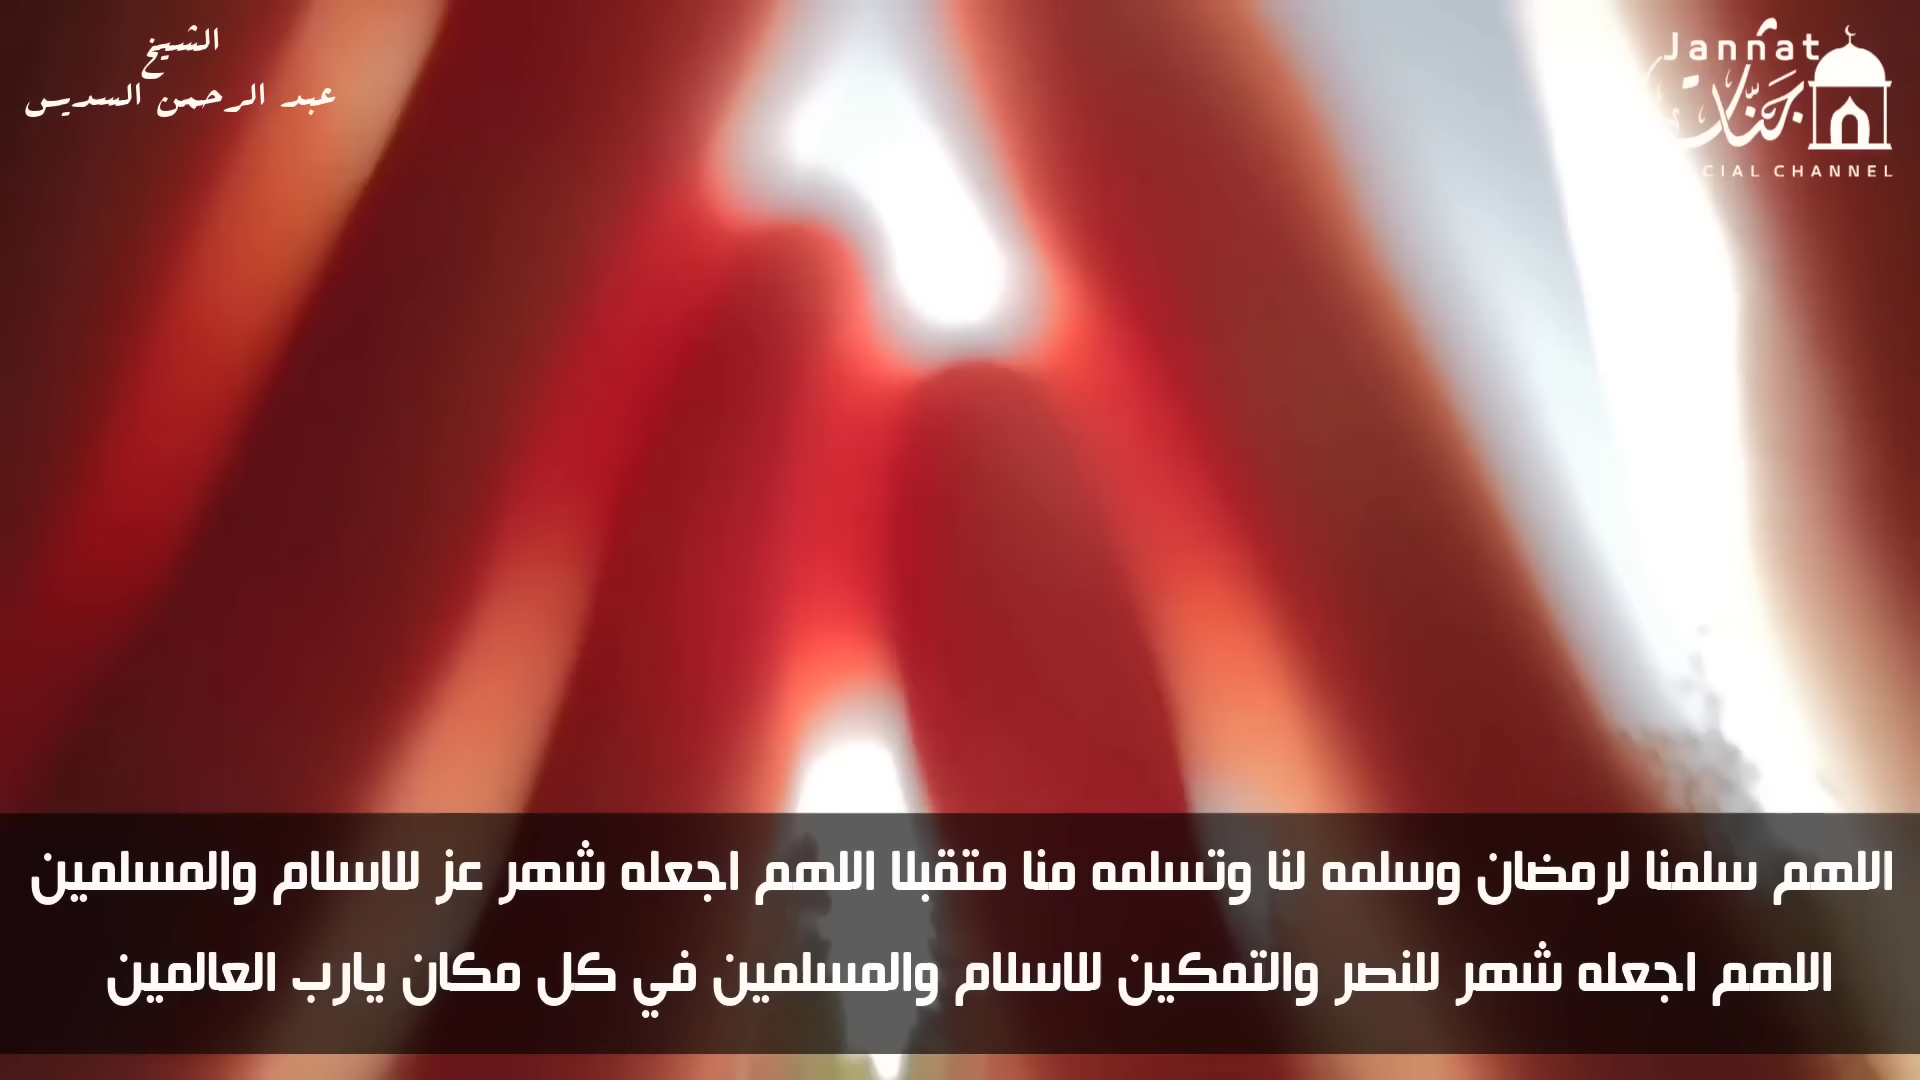 الشيخ
عبد الرحمن السديس
Jannat
جنات
CIAL CHANNEL
اللهم سلمنا لرمضان وسلمه لنا وتسلمه منا متقبلا اللهم اجعله شهر عز للاسلام والمسلمين
اللهم اجعله شهر للنصر والتمكين للاسلام والمسلمين في كل مكان يارب العالمين